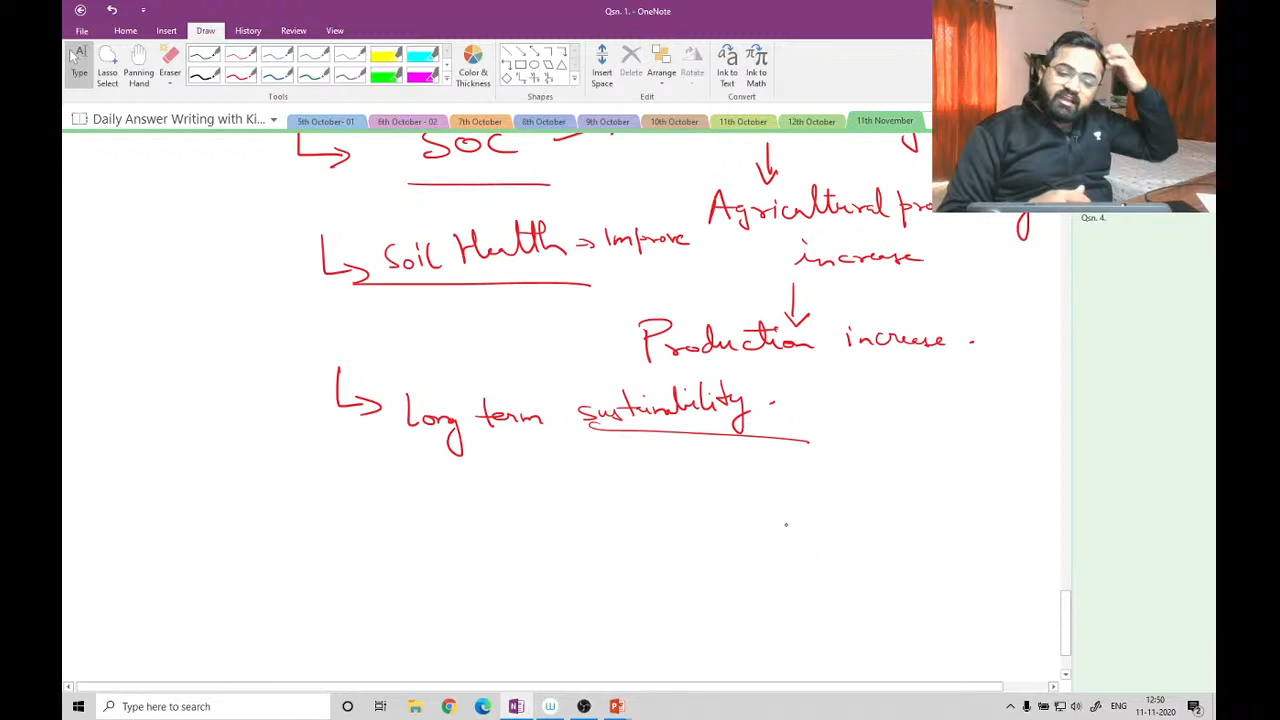 Qsn. 1. - OneNote
File Home Insert Draw History Review View
Type
Lasso Select
Panning Hand
Eraser
Color & Thickness
Insert Space
Delete
Arrange
Rotate
Ink to Text
Ink to Math
Tools Shapes Edit Convert
Daily Answer Writing with Ki...
5th October- 01 6th October - 02 7th October 8th October 9th October 10th October 11th October 12th October 11th November
Qsn. 4.
SOC
Agricultural
increase
Soil Health → Improve
Production increase.
Long term sustainability.
Type here to search
ENG
12:50
11-11-2020